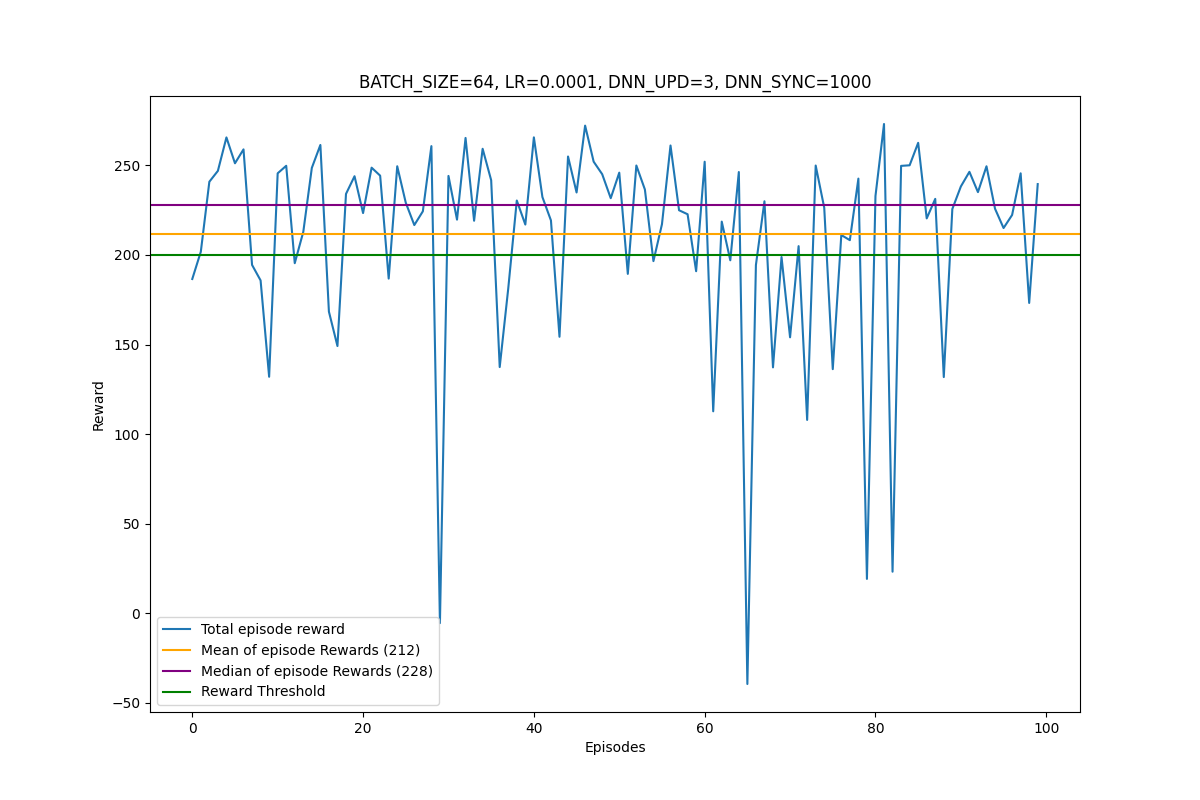 BATCH_SIZE=64, LR=0.0001, DNN_UPD=3, DNN_SYNC=1000
250
200
150
100
50
0
−50
Reward
Total episode reward
Mean of episode Rewards (212)
Median of episode Rewards (228)
Reward Threshold
0 20 40 60 80 100
Episodes